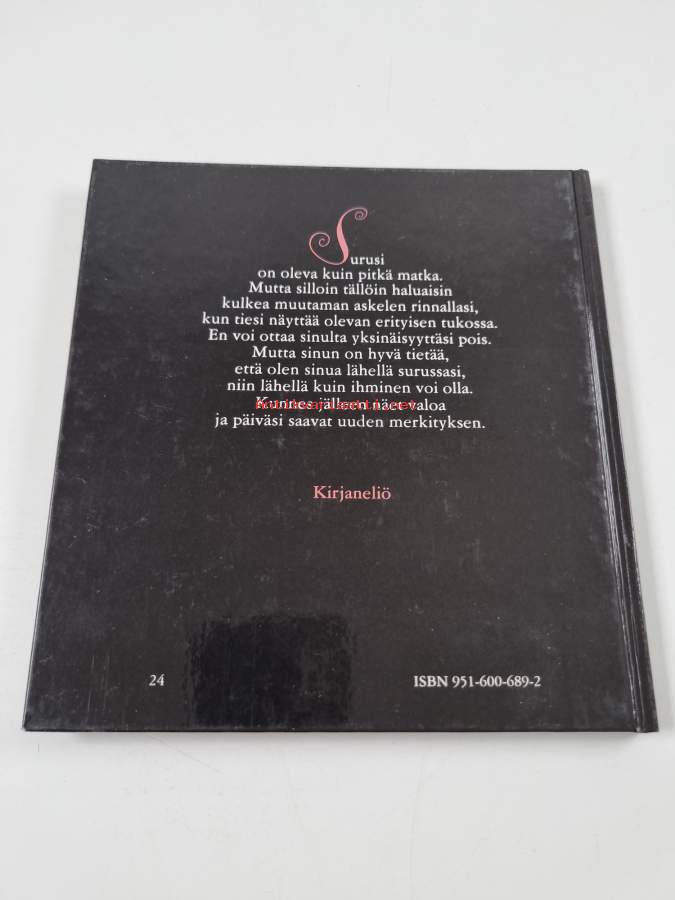 Surusi
on oleva kuin pitkä matka.
Mutta silloin tällöin haluaisin
kulkea muutaman askelen rinnallasi,
kun tiesi näyttää olevan erityisen tukossa.
En voi ottaa sinulta yksinäisyyttäsi pois.
Mutta sinun on hyvä tietää,
että olen sinua lähellä surussasi,
niin lähellä kuin ihminen voi olla.
Kunnes jälleen näet valoa
ja päiväsi saavat uuden merkityksen.
Kirjaneliö
24
ISBN 951-600-689-2